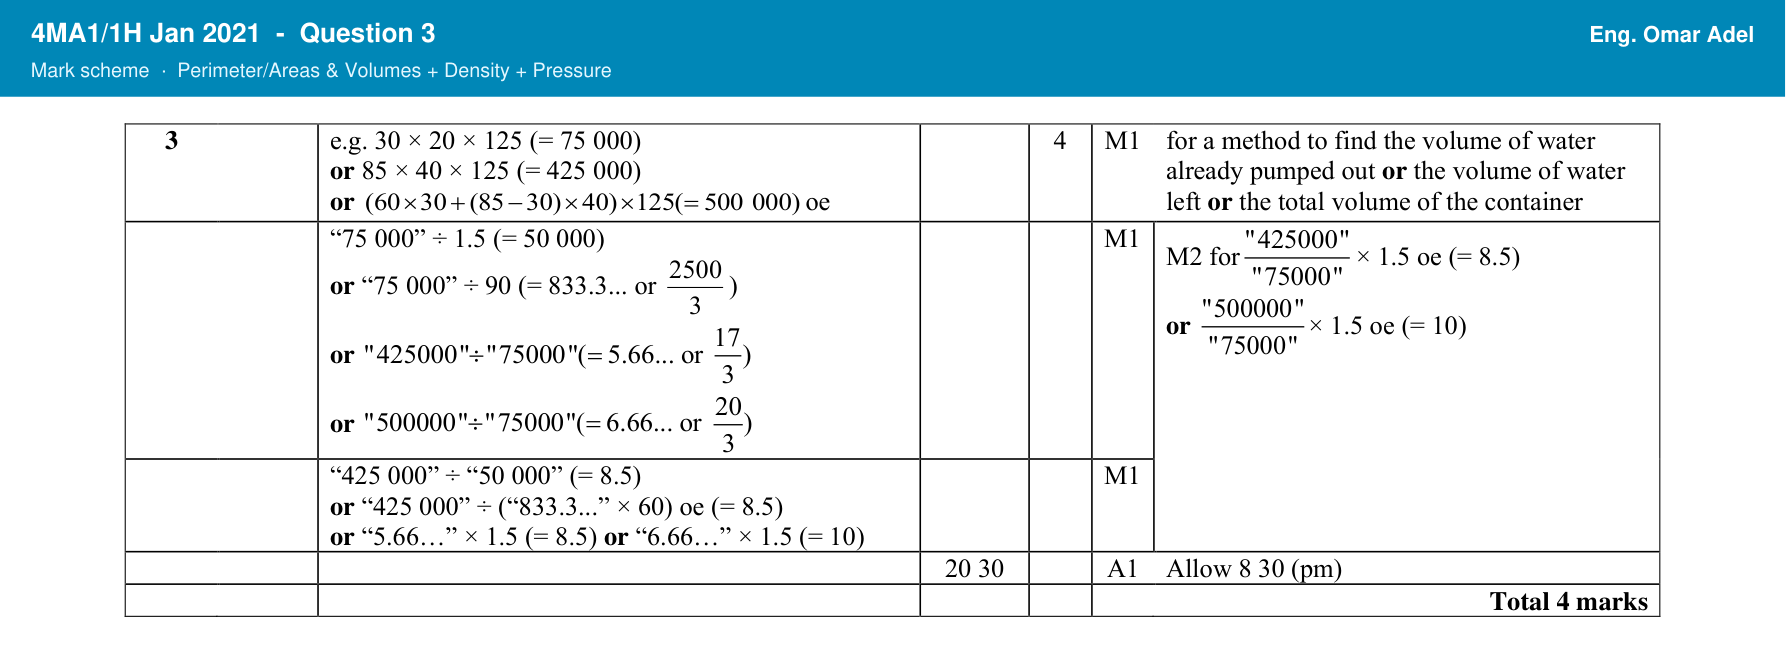 4MA1/1H Jan 2021 - Question 3
Eng. Omar Adel
Mark scheme · Perimeter/Areas & Volumes + Density + Pressure
3 e.g. 30 × 20 × 125 (= 75 000) 4 M1 for a method to find the volume of water
or 85 × 40 × 125 (= 425 000) already pumped out or the volume of water
or (60×30+(85−30)×40)×125(= 500 000) oe left or the total volume of the container
“75 000” ÷ 1.5 (= 50 000) M1
M2 for "425000"/"75000" × 1.5 oe (= 8.5)
or “75 000” ÷ 90 (= 833.3... or 2500/3 )
or "500000"/"75000" × 1.5 oe (= 10)
or "425000"÷"75000"(= 5.66... or 17/3)
or "500000"÷"75000"(= 6.66... or 20/3)
“425 000” ÷ “50 000” (= 8.5) M1
or “425 000” ÷ (“833.3...” × 60) oe (= 8.5)
or “5.66…” × 1.5 (= 8.5) or “6.66…” × 1.5 (= 10)
20 30 A1 Allow 8 30 (pm)
Total 4 marks